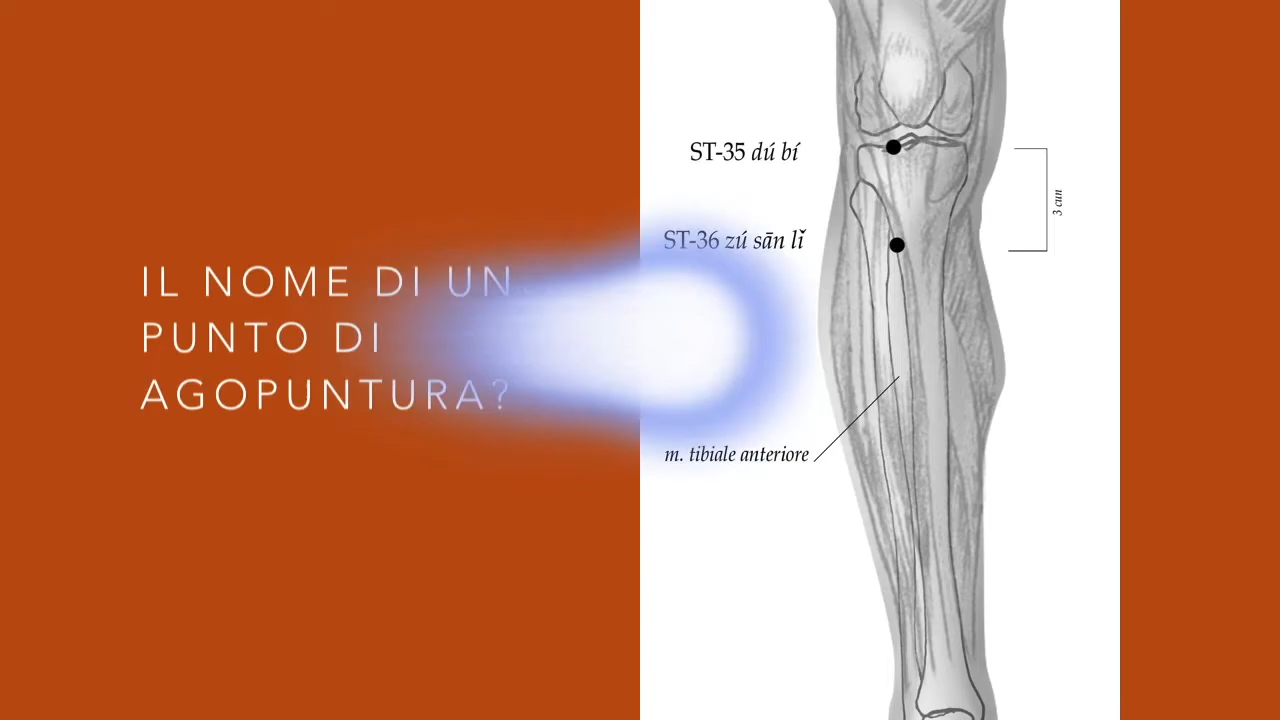 IL NOME DI UN
PUNTO DI
AGOPUNTURA?
ST-35 dú bí
ST-36 zú sān lǐ
3 cun
m. tibiale anteriore